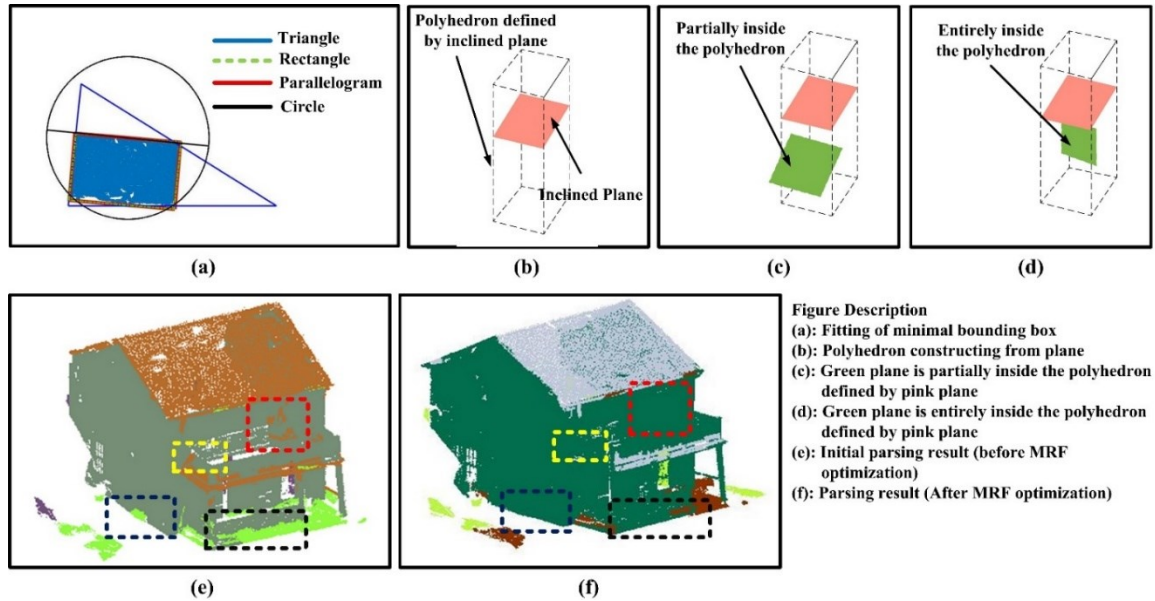 Triangle
Rectangle
Parallelogram
Circle
(a)
Polyhedron defined
by inclined plane
Inclined Plane
(b)
Partially inside
the polyhedron
(c)
Entirely inside
the polyhedron
(d)
(e)
(f)
Figure Description
(a): Fitting of minimal bounding box
(b): Polyhedron constructing from plane
(c): Green plane is partially inside the polyhedron
defined by pink plane
(d): Green plane is entirely inside the polyhedron
defined by pink plane
(e): Initial parsing result (before MRF
optimization)
(f): Parsing result (After MRF optimization)